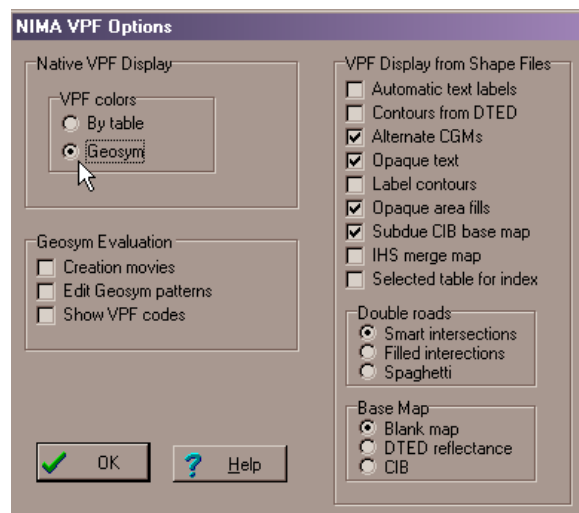 NIMA VPF Options
Native VPF Display
VPF colors
By table
Geosym
Geosym Evaluation
Creation movies
Edit Geosym patterns
Show VPF codes
OK
Help
VPF Display from Shape Files
Automatic text labels
Contours from DTED
Alternate CGMs
Opaque text
Label contours
Opaque area fills
Subdue CIB base map
IHS merge map
Selected table for index
Double roads
Smart intersections
Filled interections
Spaghetti
Base Map
Blank map
DTED reflectance
CIB